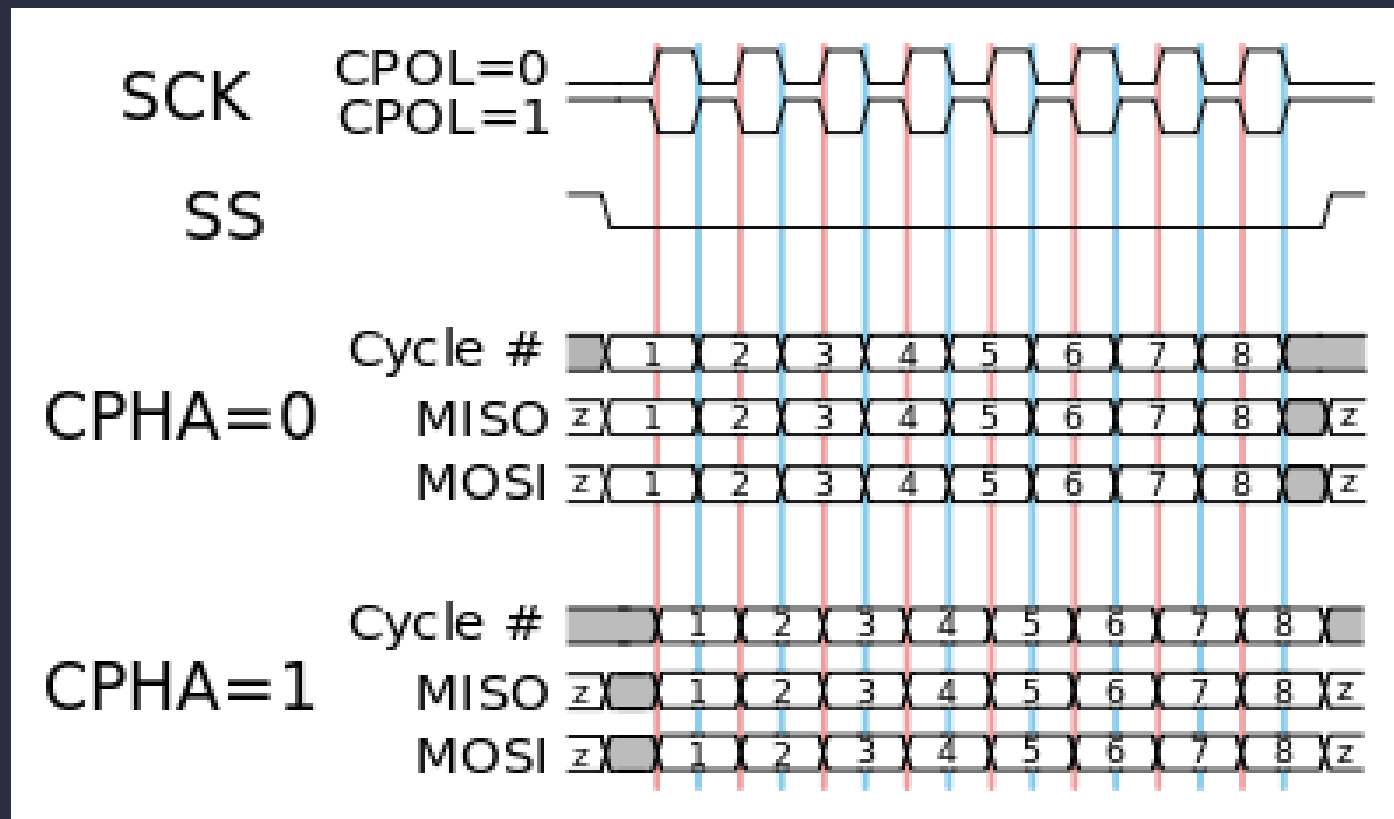 SCK CPOL=0
CPOL=1
SS
Cycle # 1 2 3 4 5 6 7 8
CPHA=0 MISO z 1 2 3 4 5 6 7 8 z
MOSI z 1 2 3 4 5 6 7 8 z
Cycle # 1 2 3 4 5 6 7 8
CPHA=1 MISO z 1 2 3 4 5 6 7 8 z
MOSI z 1 2 3 4 5 6 7 8 z